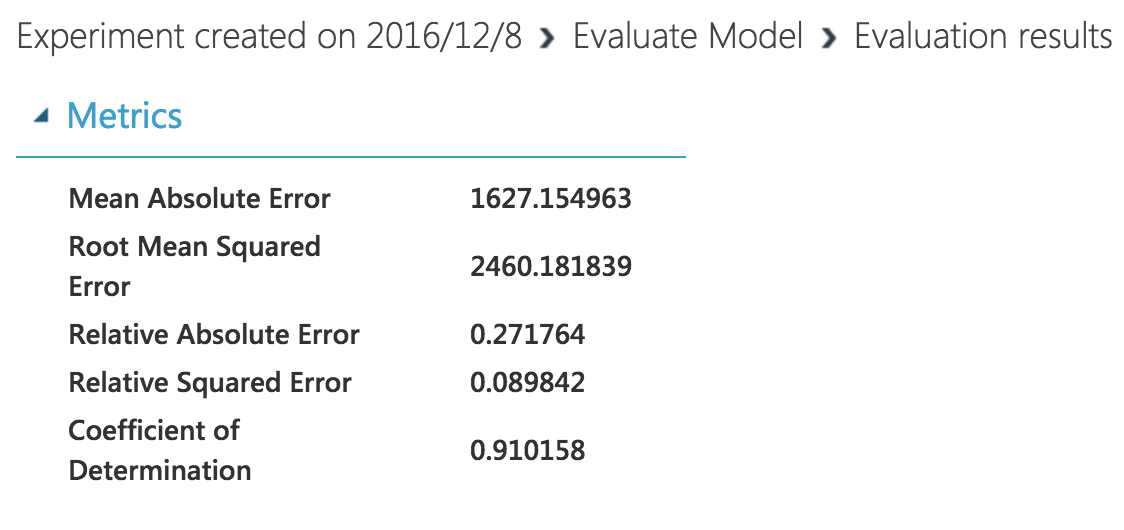 Experiment created on 2016/12/8 › Evaluate Model › Evaluation results
Metrics
Mean Absolute Error 1627.154963
Root Mean Squared
Error 2460.181839
Relative Absolute Error 0.271764
Relative Squared Error 0.089842
Coefficient of
Determination 0.910158